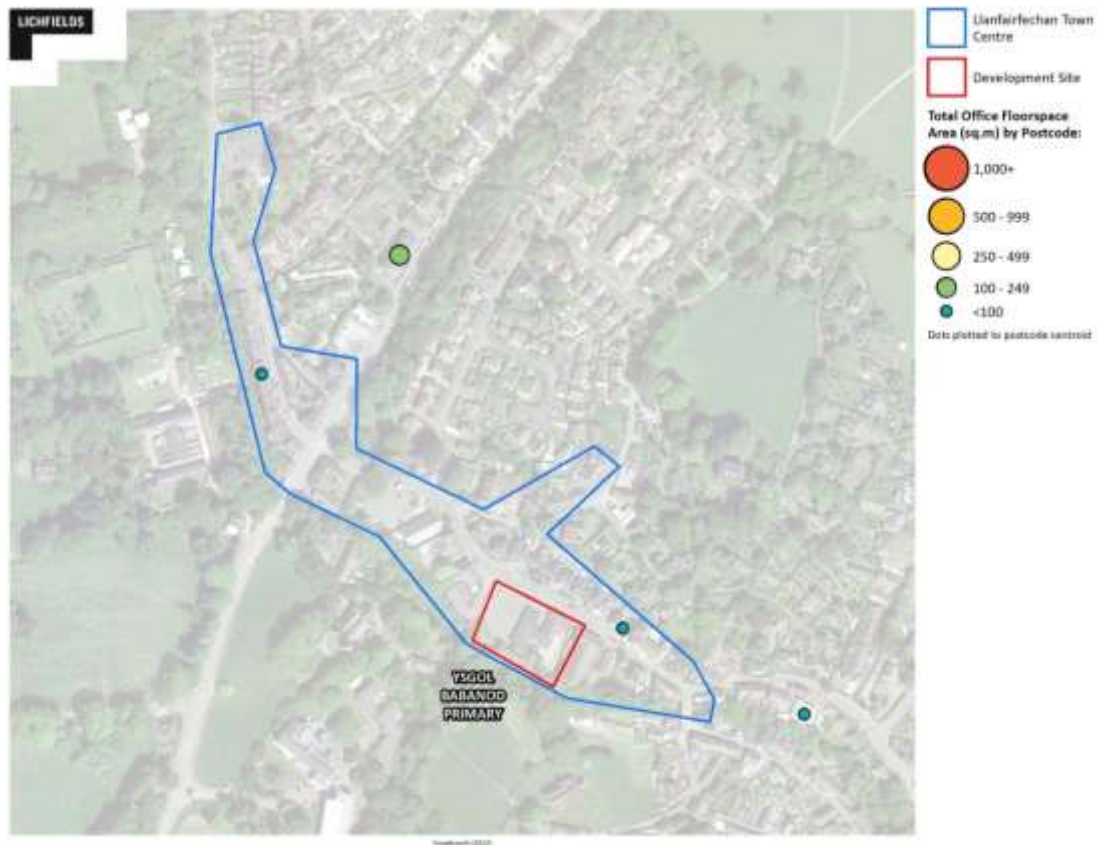 LICHFIELDS
Llanfairfechan Town
Centre
Development Site
Total Office Floorspace
Area (sq.m) by Postcode:
1,000+
500 - 999
250 - 499
100 - 249
<100
Dots plotted to postcode centroid
YSGOL
BABANOD
PRIMARY